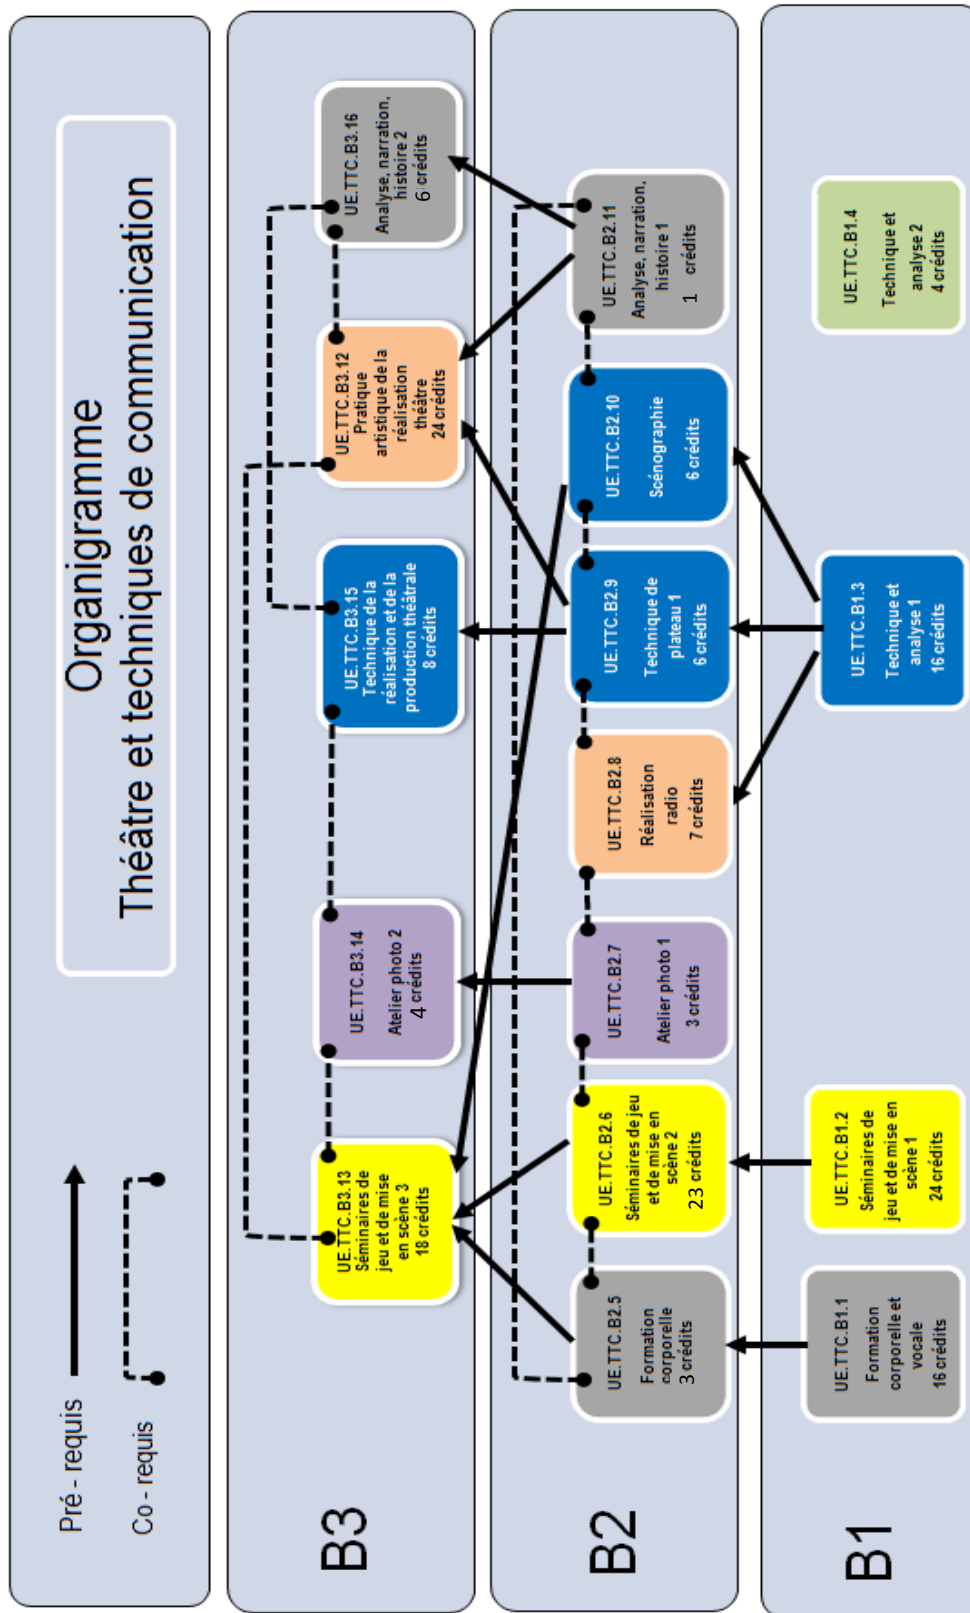 Organigramme
Théâtre et techniques de communication
Pré - requis
Co - requis
B3
UE.TTC.B3.13
Séminaires de
jeu et de mise
en scène 3
18 crédits
UE.TTC.B3.14
Atelier photo 2
4 crédits
UE.TTC.B3.15
Technique de la
réalisation et de la
production théâtrale
8 crédits
UE.TTC.B3.12
Pratique
artistique de la
réalisation
théâtre
24 crédits
UE.TTC.B3.16
Analyse, narration,
histoire 2
6 crédits
B2
UE.TTC.B2.5
Formation
corporelle
3 crédits
UE.TTC.B2.6
Séminaires de jeu
et de mise en
scène 2
23 crédits
UE.TTC.B2.7
Atelier photo 1
3 crédits
UE.TTC.B2.8
Réalisation
radio
7 crédits
UE.TTC.B2.9
Technique de
plateau 1
6 crédits
UE.TTC.B2.10
Scénographie
6 crédits
UE.TTC.B2.11
Analyse, narration,
histoire 1
1 crédits
B1
UE.TTC.B1.1
Formation
corporelle et
vocale
16 crédits
UE.TTC.B1.2
Séminaires de
jeu et de mise en
scène 1
24 crédits
UE.TTC.B1.3
Technique et
analyse 1
16 crédits
UE.TTC.B1.4
Technique et
analyse 2
4 crédits